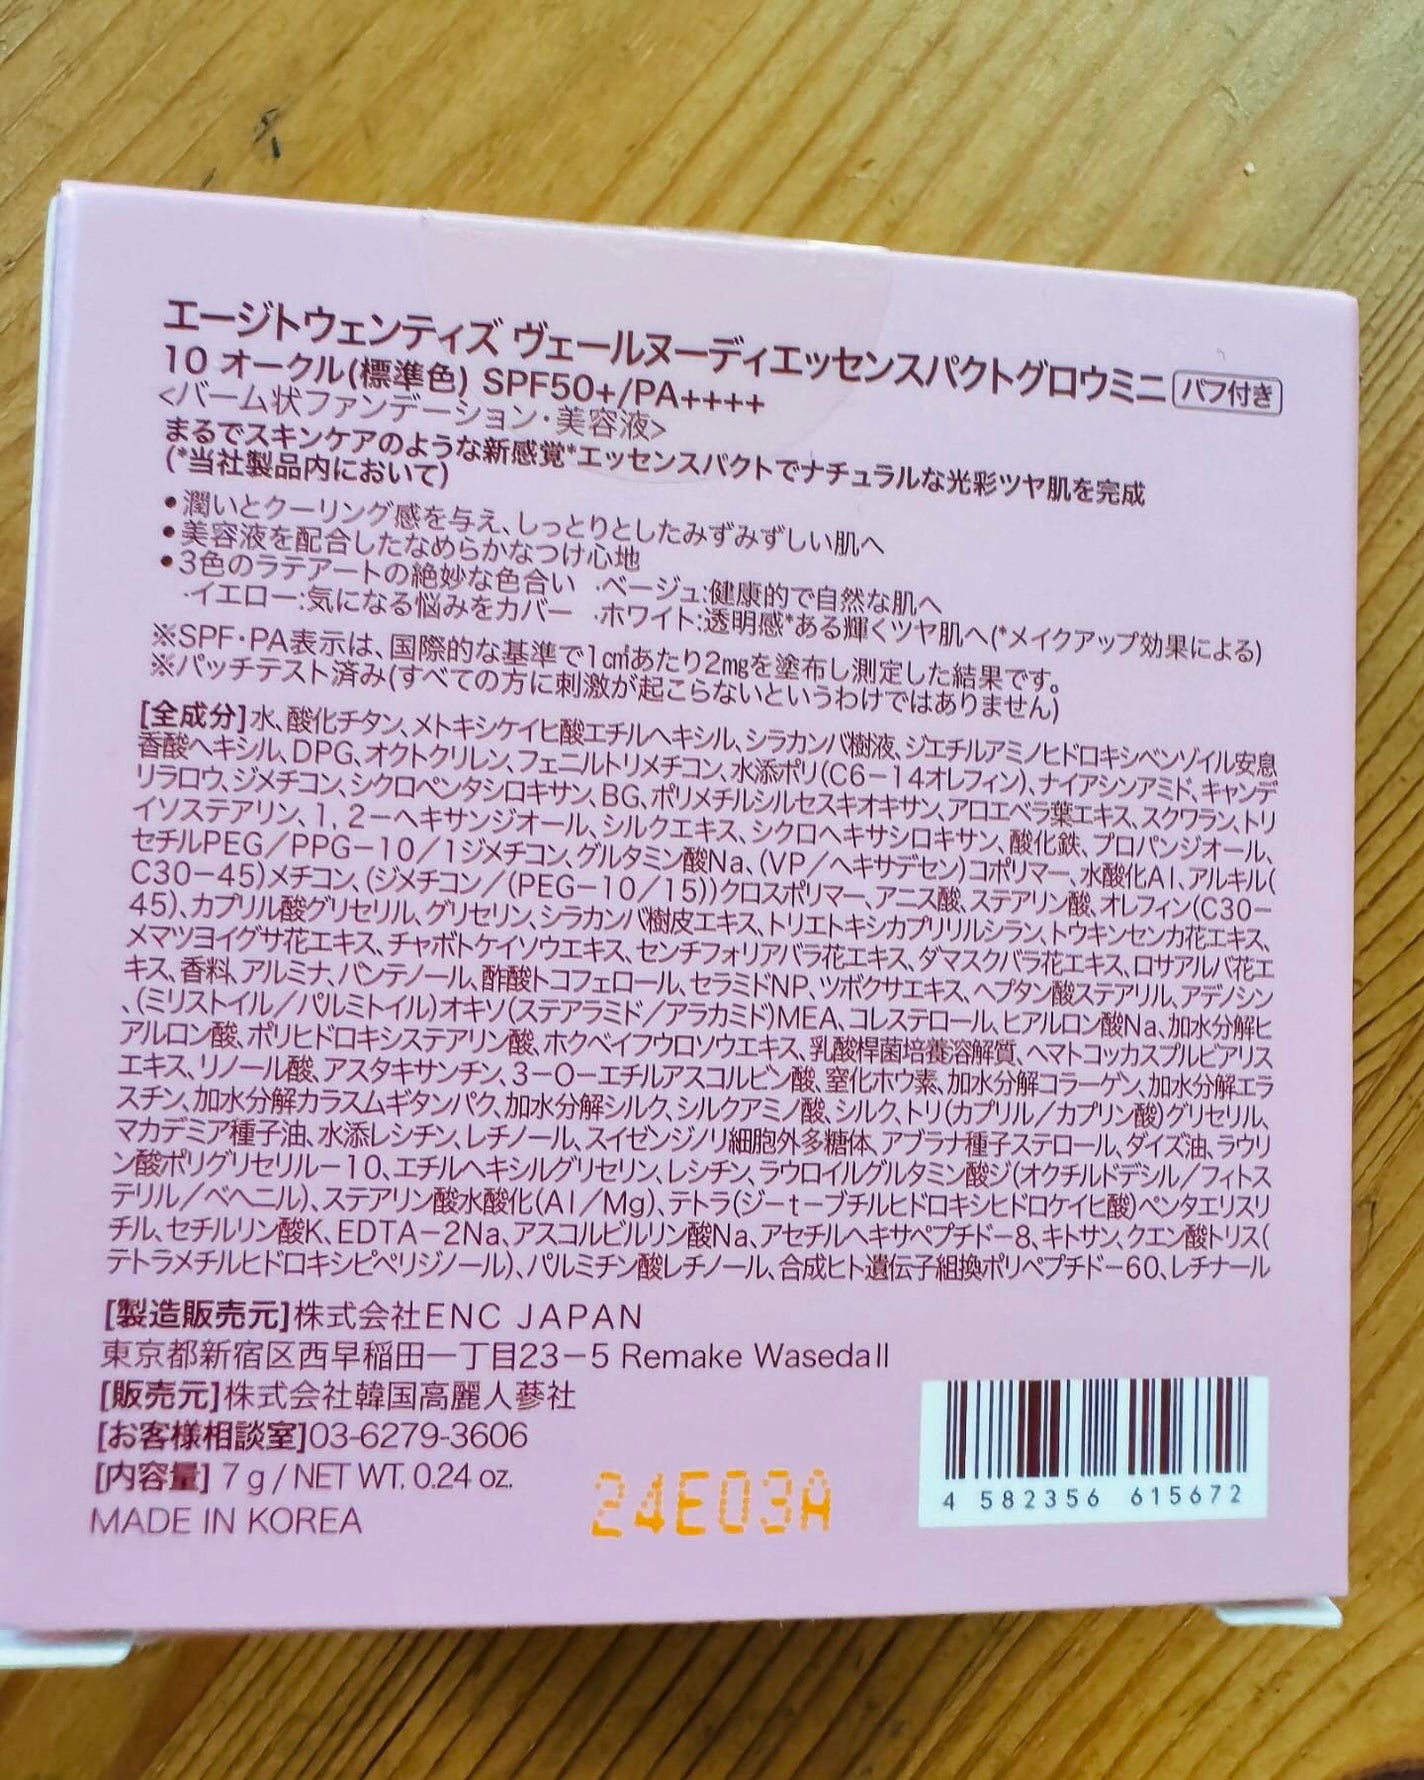 エージトウェンティズ ヴェールヌーディエッセンスパクトグロウミニ パフ付き
10 オークル(標準色) SPF50+/PA++++
<バーム状ファンデーション・美容液>
まるでスキンケアのような新感覚*エッセンスパクトでナチュラルな光彩ツヤ肌を完成
(*当社製品内において)
●潤いとクーリング感を与え、しっとりとしたみずみずしい肌へ
●美容液を配合したなめらかなつけ心地
●3色のラテアートの絶妙な色合い ・ベージュ:健康的で自然な肌へ
・イエロー:気になる悩みをカバー ・ホワイト:透明感*ある輝くツヤ肌へ(*メイクアップ効果による)
※SPF・PA表示は、国際的な基準で1㎠あたり2㎎を塗布し測定した結果です。
※パッチテスト済み(すべての方に刺激が起こらないというわけではありません)
[全成分]水、酸化チタン、メトキシケイヒ酸エチルヘキシル、シラカンバ樹液、ジエチルアミノヒドロキシベンゾイル安息
香酸ヘキシル、DPG、オクトクリレン、フェニルトリメチコン、水添ポリ(C6-14オレフィン)、ナイアシンアミド、キャンデ
リラロウ、ジメチコン、シクロペンタシロキサン、BG、ポリメチルシルセスキオキサン、アロエベラ葉エキス、スクワラン、トリ
イソステアリン、1,2-ヘキサンジオール、シルクエキス、シクロヘキサシロキサン、酸化鉄、プロパンジオール、
セチルPEG/PPG-10/1ジメチコン、グルタミン酸Na、(VP/ヘキサデセン)コポリマー、水酸化Al、アルキル(
C30-45)メチコン、(ジメチコン/(PEG-10/15))クロスポリマー、アニス酸、ステアリン酸、オレフィン(C30-
45)、カプリル酸グリセリル、グリセリン、シラカンバ樹皮エキス、トリエトキシカプリリルシラン、トウキンセンカ花エキス、
メマツヨイグサ花エキス、チャボトケイソウエキス、センチフォリアバラ花エキス、ダマスクバラ花エキス、ロサアルバ花エ
キス、香料、アルミナ、パンテノール、酢酸トコフェロール、セラミドNP、ツボクサエキス、ヘプタン酸ステアリル、アデノシン
、(ミリストイル/パルミトイル)オキソ(ステアラミド/アラカミド)MEA、コレステロール、ヒアルロン酸Na、加水分解ヒ
アルロン酸、ポリヒドロキシステアリン酸、ホクベイフウロソウエキス、乳酸桿菌培養溶解質、ヘマトコッカスプルビアリス
エキス、リノール酸、アスタキサンチン、3-O-エチルアスコルビン酸、窒化ホウ素、加水分解コラーゲン、加水分解エラ
スチン、加水分解カラスムギタンパク、加水分解シルク、シルクアミノ酸、シルク、トリ(カプリル/カプリン酸)グリセリル、
マカデミア種子油、水添レシチン、レチノール、スイゼンジノリ細胞外多糖体、アブラナ種子ステロール、ダイズ油、ラウリ
ン酸ポリグリセリル-10、エチルヘキシルグリセリン、レシチン、ラウロイルグルタミン酸ジ(オクチルドデシル/フィトス
テリル/ベヘニル)、ステアリン酸水酸化(Al/Mg)、テトラ(ジ-t-ブチルヒドロキシヒドロケイヒ酸)ペンタエリスリ
チル、セチルリン酸K、EDTA-2Na、アスコルビルリン酸Na、アセチルヘキサペプチド-8、キトサン、クエン酸トリス(
テトラメチルヒドロキシピペリジノール)、パルミチン酸レチノール、合成ヒト遺伝子組換ポリペプチド-60、レチナール
[製造販売元]株式会社ENC JAPAN
東京都新宿区西早稲田一丁目23-5 Remake WasedaⅡ
[販売元]株式会社韓国高麗人蔘社
[お客様相談室]03-6279-3606
[内容量] 7 g / NET WT. 0.24 oz.
MADE IN KOREA
24E03A
4 582356 615672